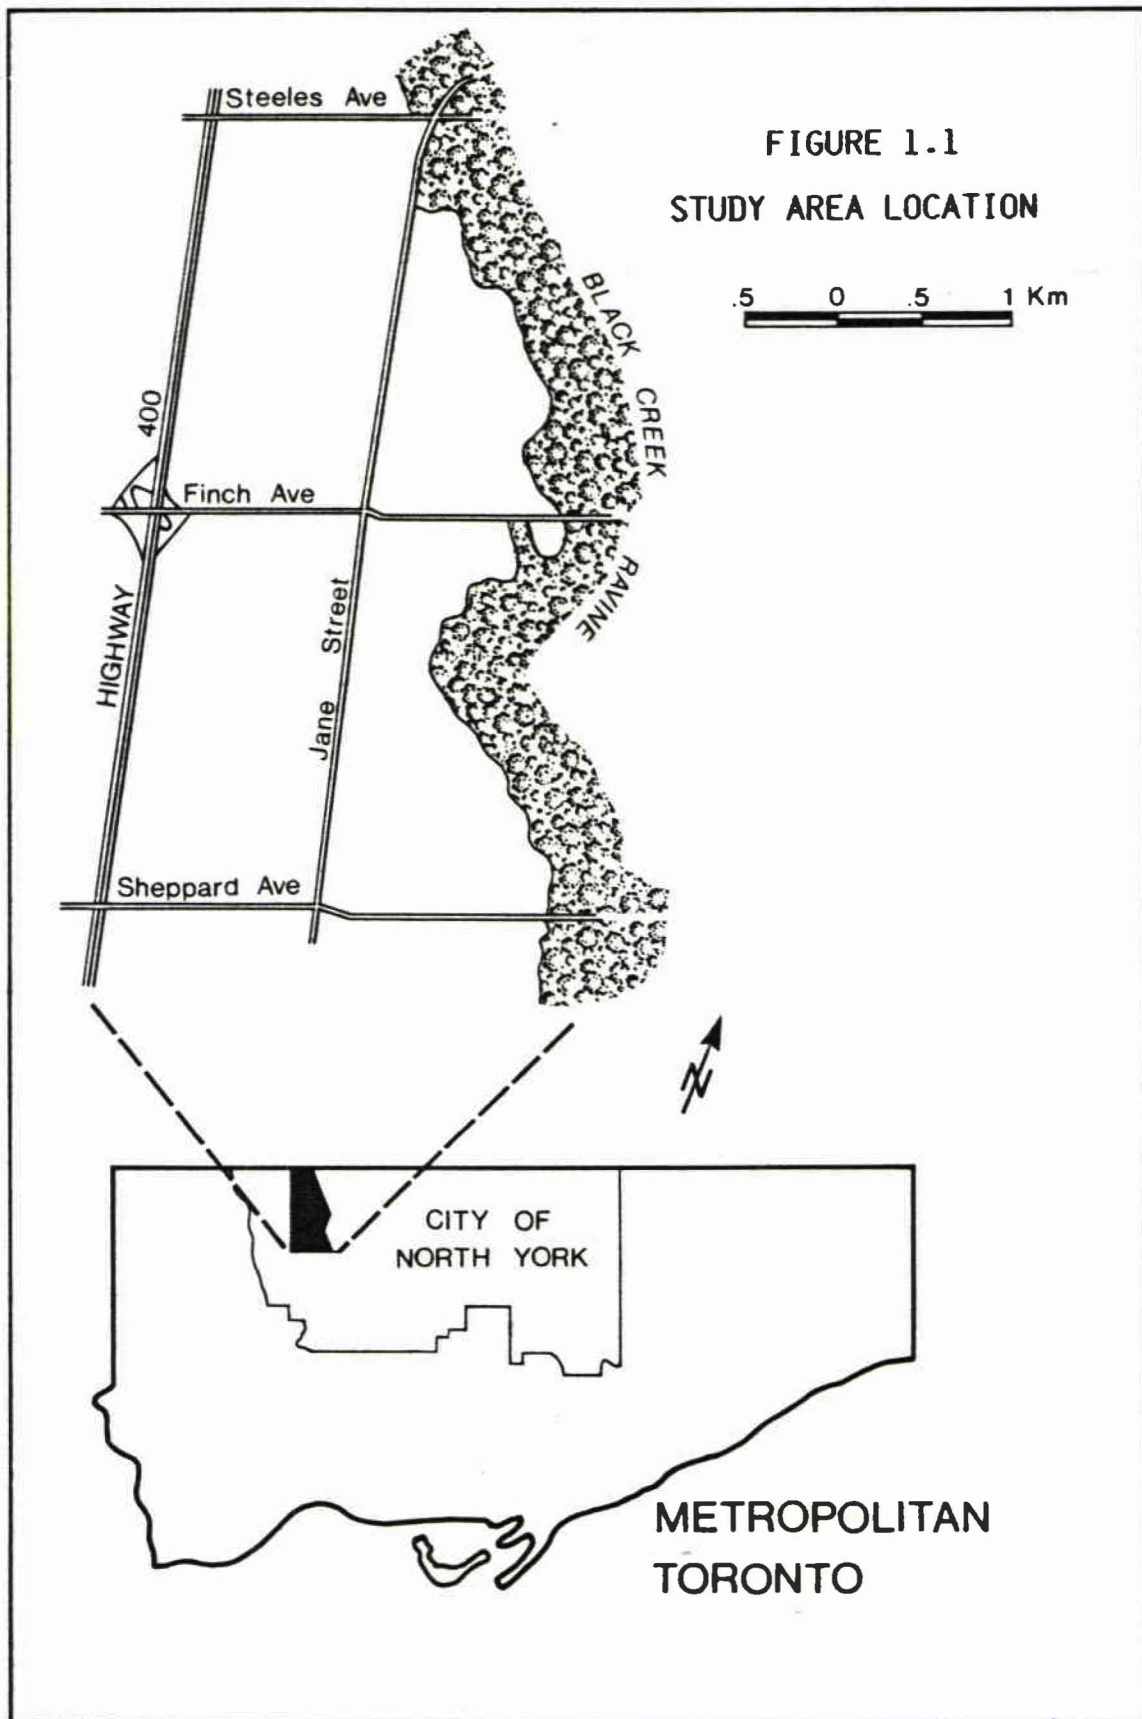 Steeles Ave
FIGURE 1.1
STUDY AREA LOCATION
.5 0 .5 1 Km
BLACK CREEK RAVINE
HIGHWAY 400
Finch Ave
Jane Street
Sheppard Ave
N
CITY OF
NORTH YORK
METROPOLITAN
TORONTO